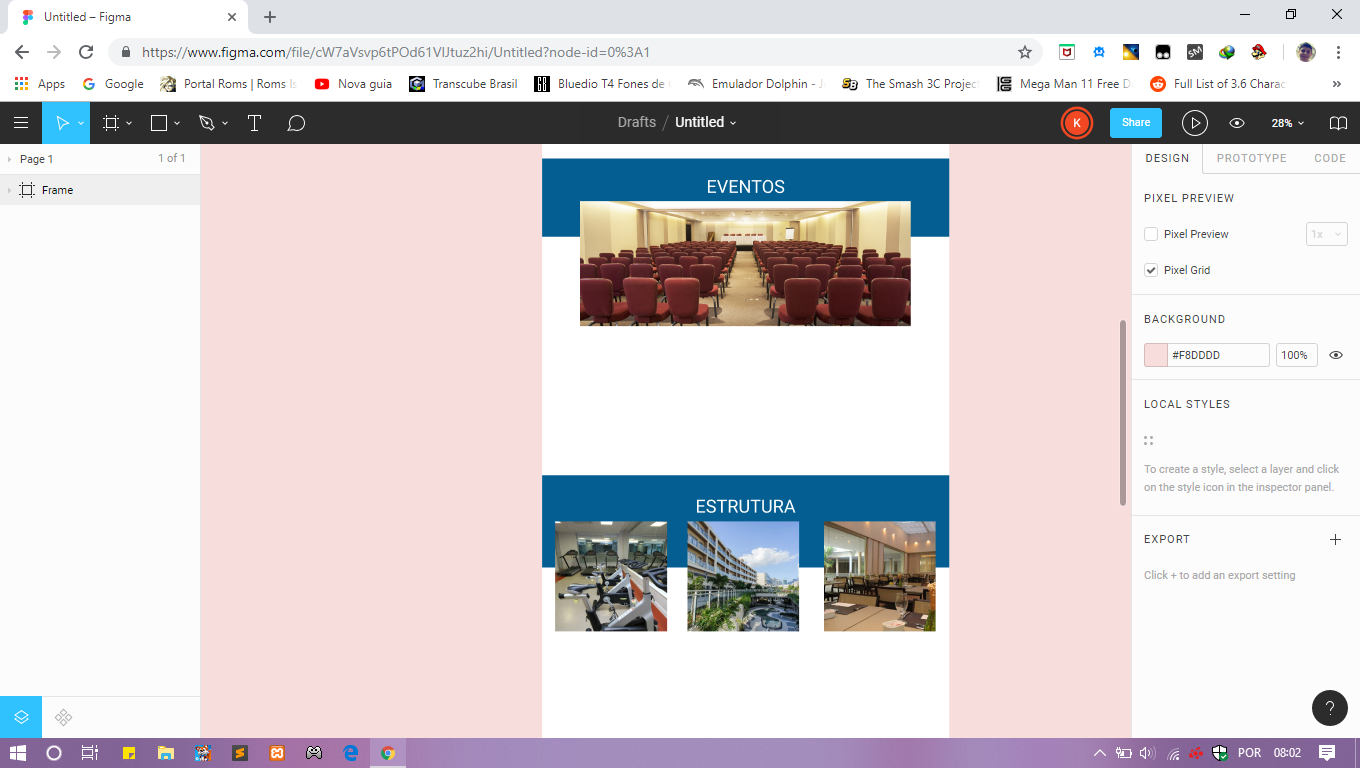 Untitled – Figma
https://www.figma.com/file/cW7aVsvp6tPOd61VlJtuz2hi/Untitled?node-id=0%3A1
Apps
Google
Portal Roms | Roms Is
Nova guia
Transcube Brasil
Bluedio T4 Fones de
Emulador Dolphin - 
The Smash 3C Projec
Mega Man 11 Free D
Full List of 3.6 Charac
»
Drafts / Untitled
K
Share
28%
Page 1
1 of 1
Frame
EVENTOS
ESTRUTURA
DESIGN
PROTOTYPE
CODE
PIXEL PREVIEW
Pixel Preview
1x
Pixel Grid
BACKGROUND
#F8DDDD
100%
LOCAL STYLES
To create a style, select a layer and click
on the style icon in the inspector panel.
EXPORT
Click + to add an export setting
?
POR
08:02